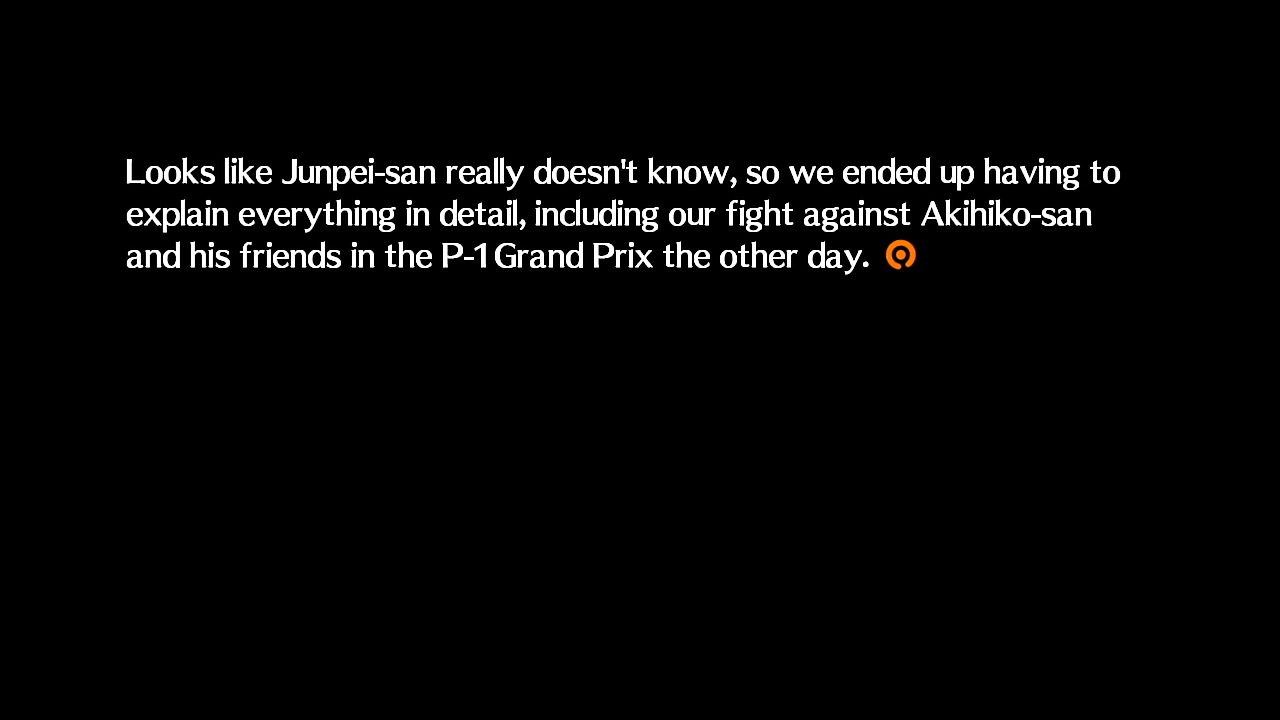 Looks like Junpei-san really doesn't know, so we ended up having to
explain everything in detail, including our fight against Akihiko-san
and his friends in the P-1 Grand Prix the other day.